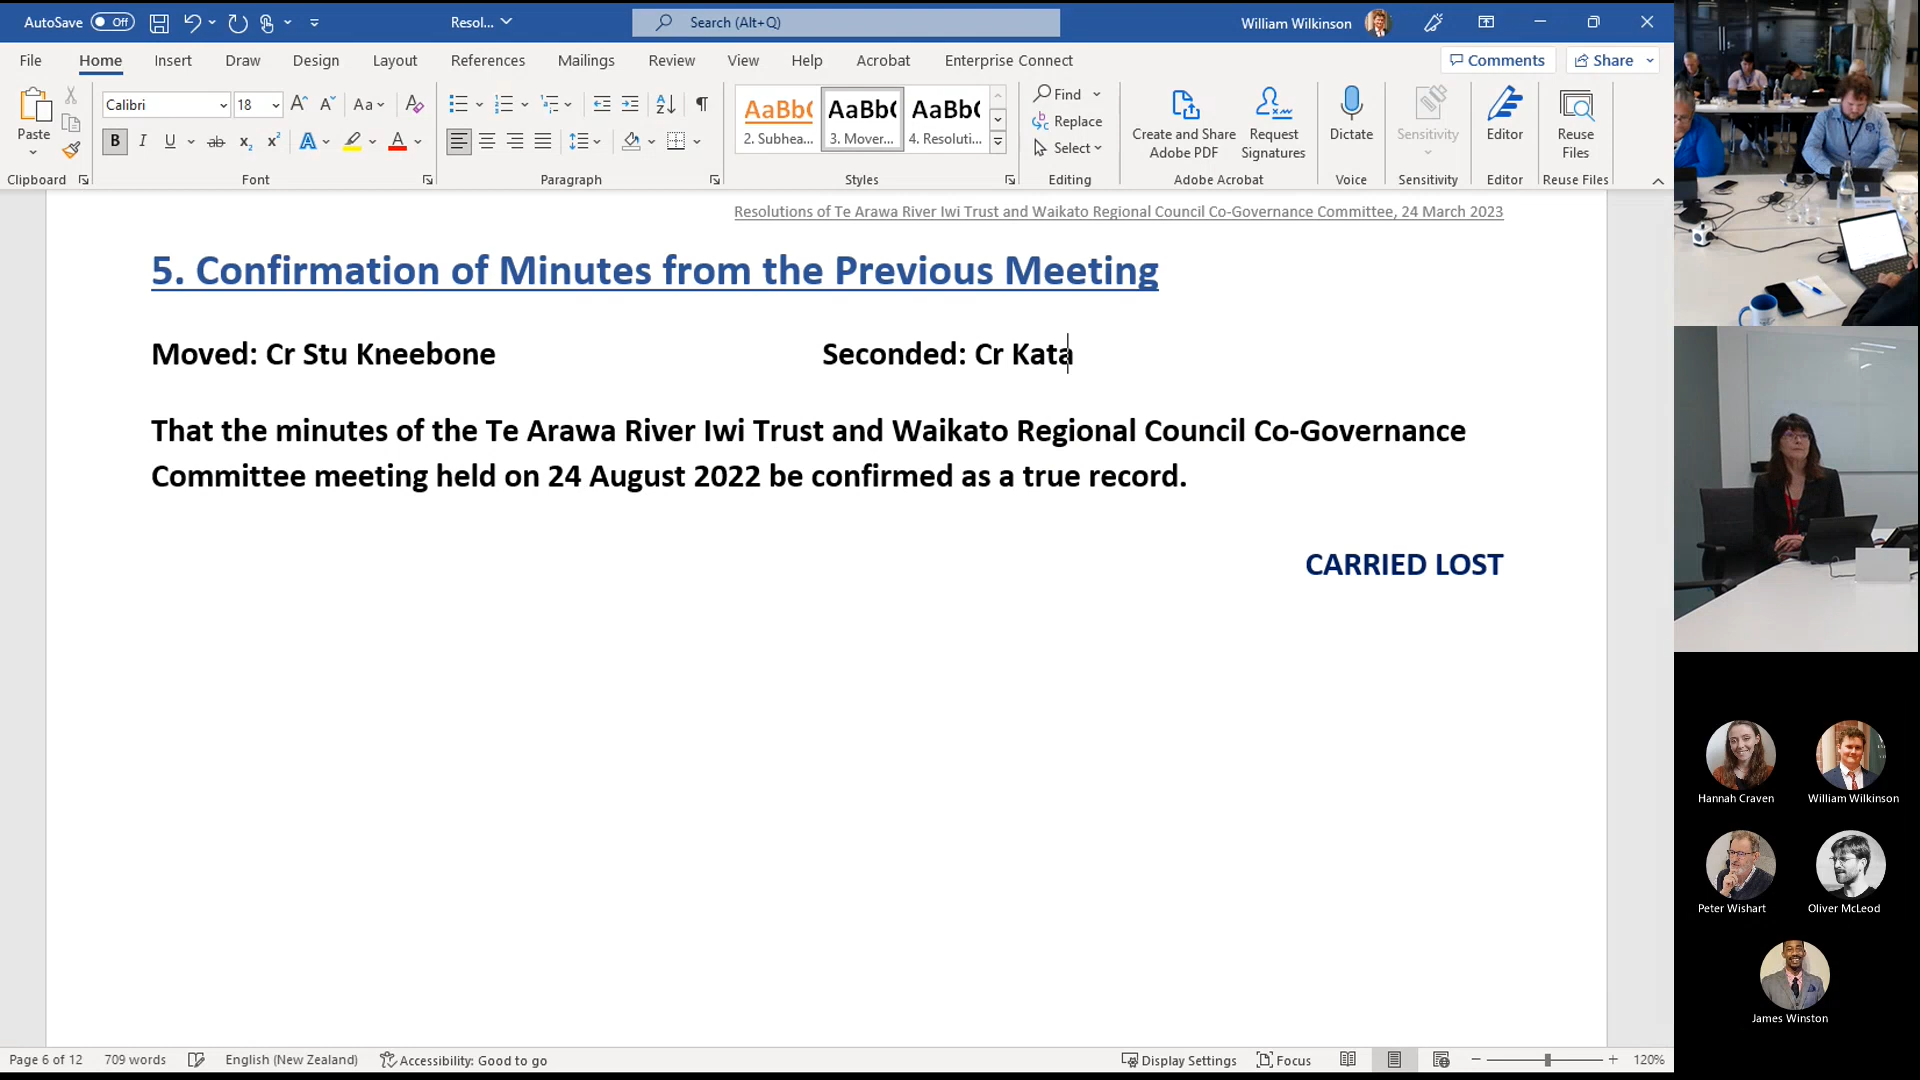 AutoSave Off Resol... Search (Alt+Q) William Wilkinson
File Home Insert Draw Design Layout References Mailings Review View Help Acrobat Enterprise Connect Comments Share
Paste
Calibri 18 Aa
B I U ab x₂ x² A A
AaBbC AaBbC AaBbC
2. Subhea... 3. Mover... 4. Resoluti...
Find
Replace
Select
Create and Share Adobe PDF
Request Signatures
Dictate
Sensitivity
Editor
Reuse Files
Clipboard Font Paragraph Styles Editing Adobe Acrobat Voice Sensitivity Editor Reuse Files
Resolutions of Te Arawa River Iwi Trust and Waikato Regional Council Co-Governance Committee, 24 March 2023
5. Confirmation of Minutes from the Previous Meeting
Moved: Cr Stu Kneebone Seconded: Cr Kata
That the minutes of the Te Arawa River Iwi Trust and Waikato Regional Council Co-Governance
Committee meeting held on 24 August 2022 be confirmed as a true record.
CARRIED LOST
Hannah Craven William Wilkinson
Peter Wishart Oliver McLeod
James Winston
Page 6 of 12 709 words English (New Zealand) Accessibility: Good to go Display Settings Focus 120%